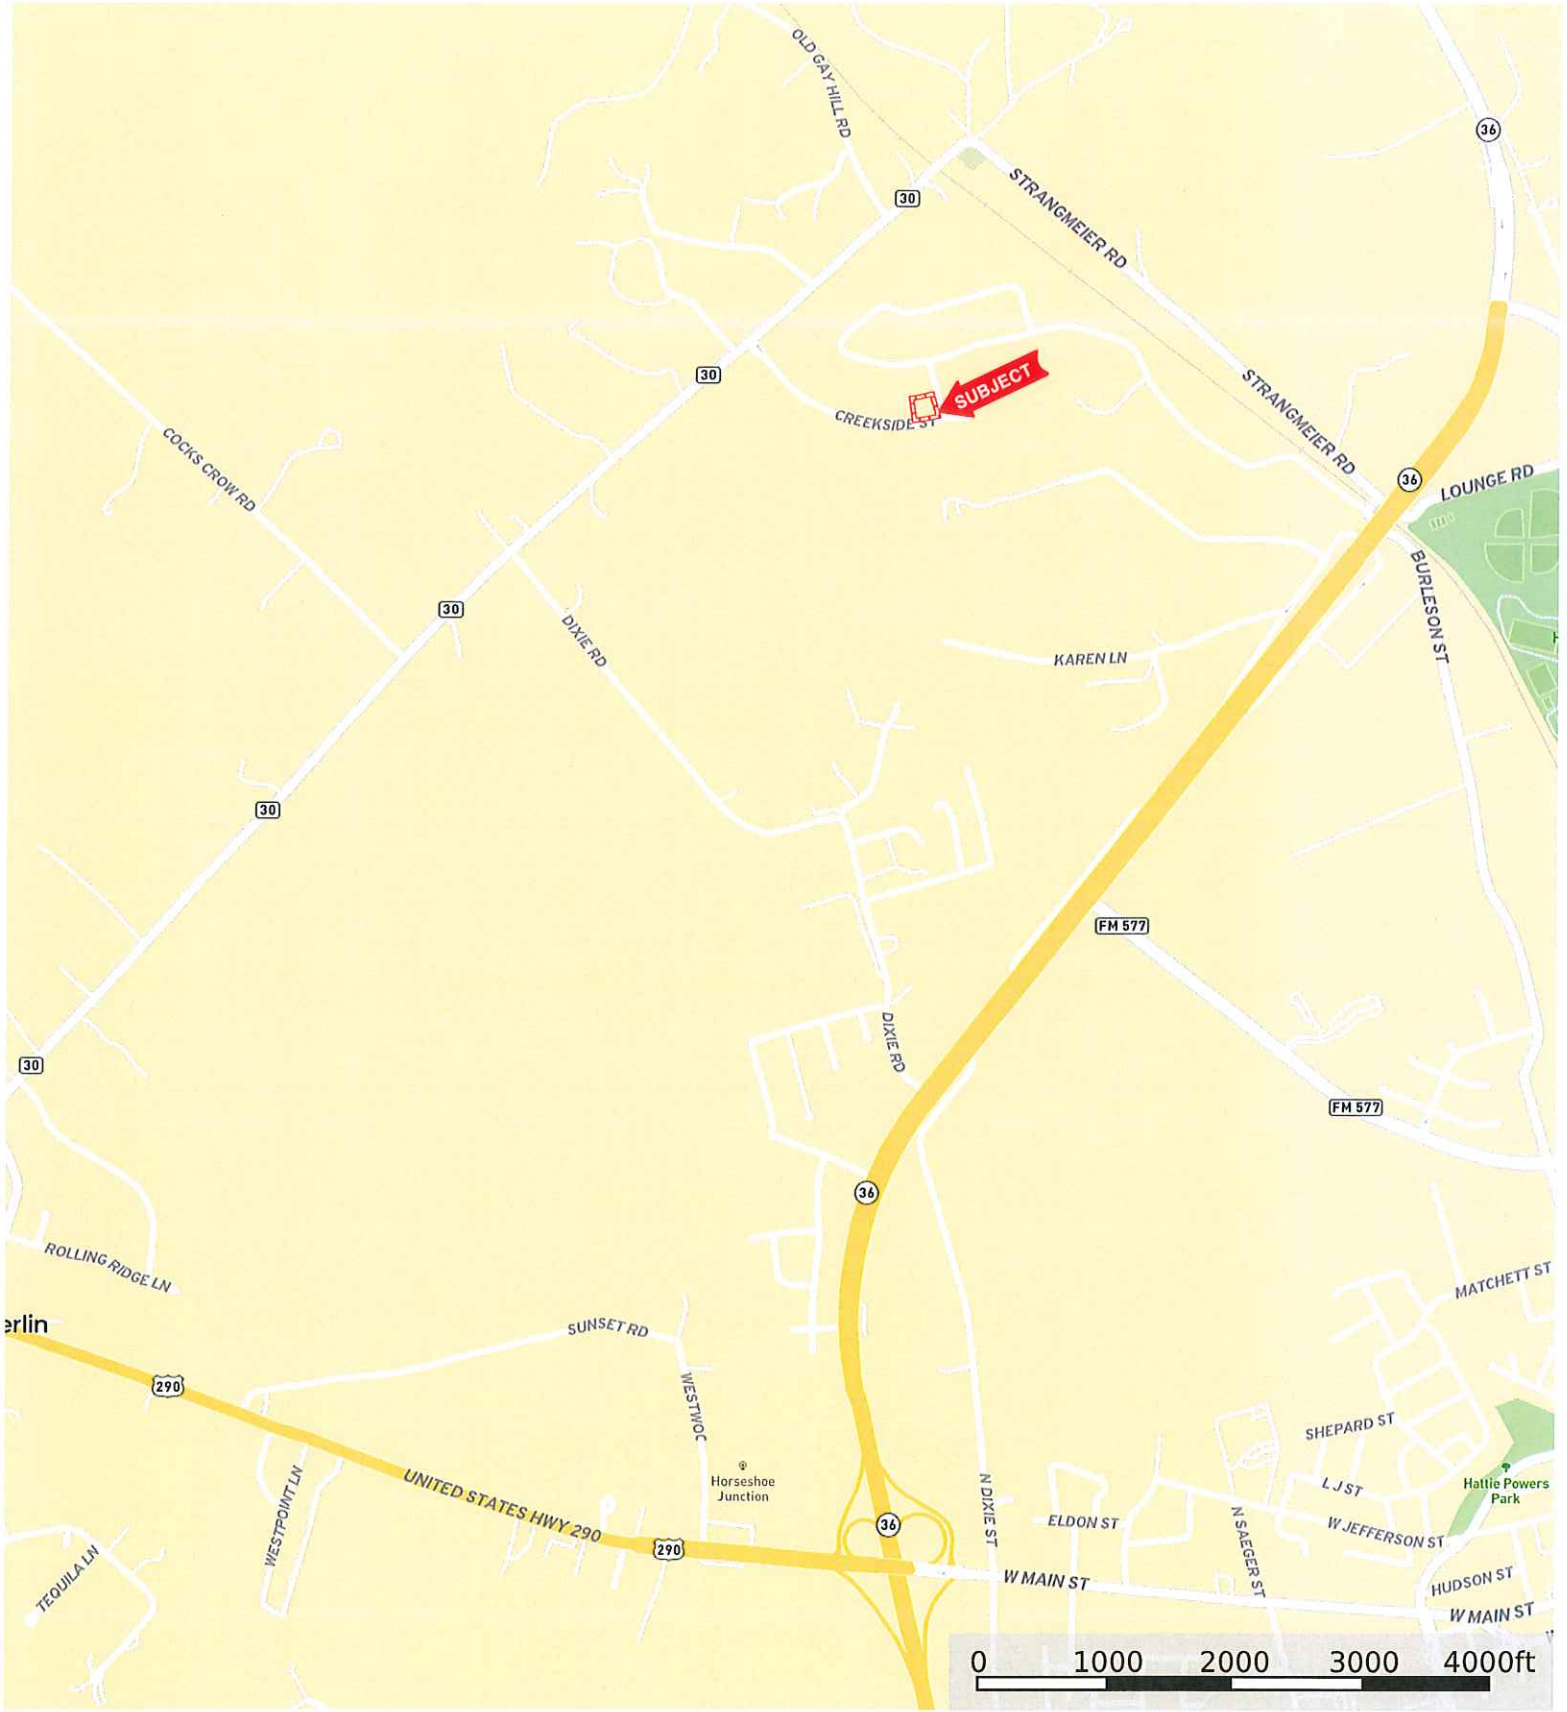 OLD GAY HILL RD
36
STRANGMEIER RD
30
30
SUBJECT
CREEKSIDE ST
STRANGMEIER RD
COCKS CROW RD
36
LOUNGE RD
BURLESON ST
30
DIXIE RD
KAREN LN
30
FM 577
DIXIE RD
30
FM 577
36
ROLLING RIDGE LN
MATCHETT ST
erlin
SUNSET RD
290
WESTWOC
SHEPARD ST
Horseshoe
Junction
Hattie Powers
Park
L J ST
UNITED STATES HWY 290
WESTPOINT LN
N DIXIE ST
36
ELDON ST
N SAEGER ST
W JEFFERSON ST
290
TEQUILA LN
W MAIN ST
HUDSON ST
W MAIN ST
0 1000 2000 3000 4000ft